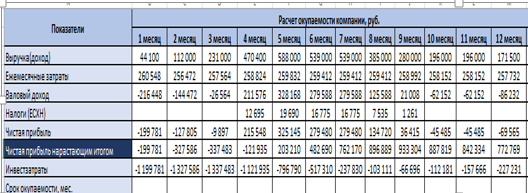 Показатели Расчет окупаемости компании, руб.
1 месяц 2 месяц 3 месяц 4 месяц 5 месяц 6 месяц 7 месяц 8 месяц 9 месяц 10 месяц 11 месяц 12 месяц
Выручка(доход) 44 100 112 000 231 000 470 400 588 000 539 000 539 000 385 000 280 000 196 000 196 000 171 500
Ежемесячные затраты 260 548 256 472 257 564 258 824 259 832 259 412 259 412 259 412 258 992 258 152 258 152 257 732
Валовый доход -216 448 -144 472 -26 564 211 576 328 168 279 588 279 588 125 588 21 008 -62 152 -62 152 -86 232
Налоги (ЕСХН) 12 695 19 690 16 775 16 775 7 535 1 261
Чистая прибыль -199 781 -127 805 -9 897 215 548 325 145 279 480 279 480 134 720 36 415 -45 485 -45 485 -69 565
Чистая прибыль нарастающим итогом -199 781 -327 586 -337 483 -121 935 203 210 482 690 762 170 896 889 933 304 887 819 842 334 772 769
Инвестзатраты -1 199 781 -1 327 586 -1 337 483 -1 121 935 -796 790 -517 310 -237 830 -103 111 -66 696 -112 181 -157 666 -227 231
Срок окупаемости, мес.